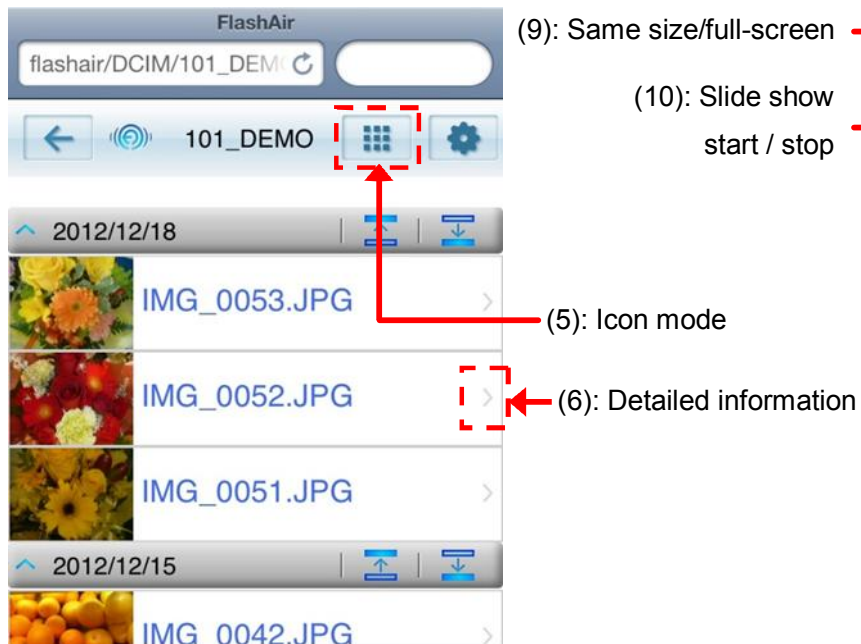 FlashAir
flashair/DCIM/101_DEM
101_DEMO
2012/12/18
IMG_0053.JPG
IMG_0052.JPG
IMG_0051.JPG
2012/12/15
IMG_0042.JPG
(9): Same size/full-screen
(10): Slide show
start / stop
(5): Icon mode
(6): Detailed information